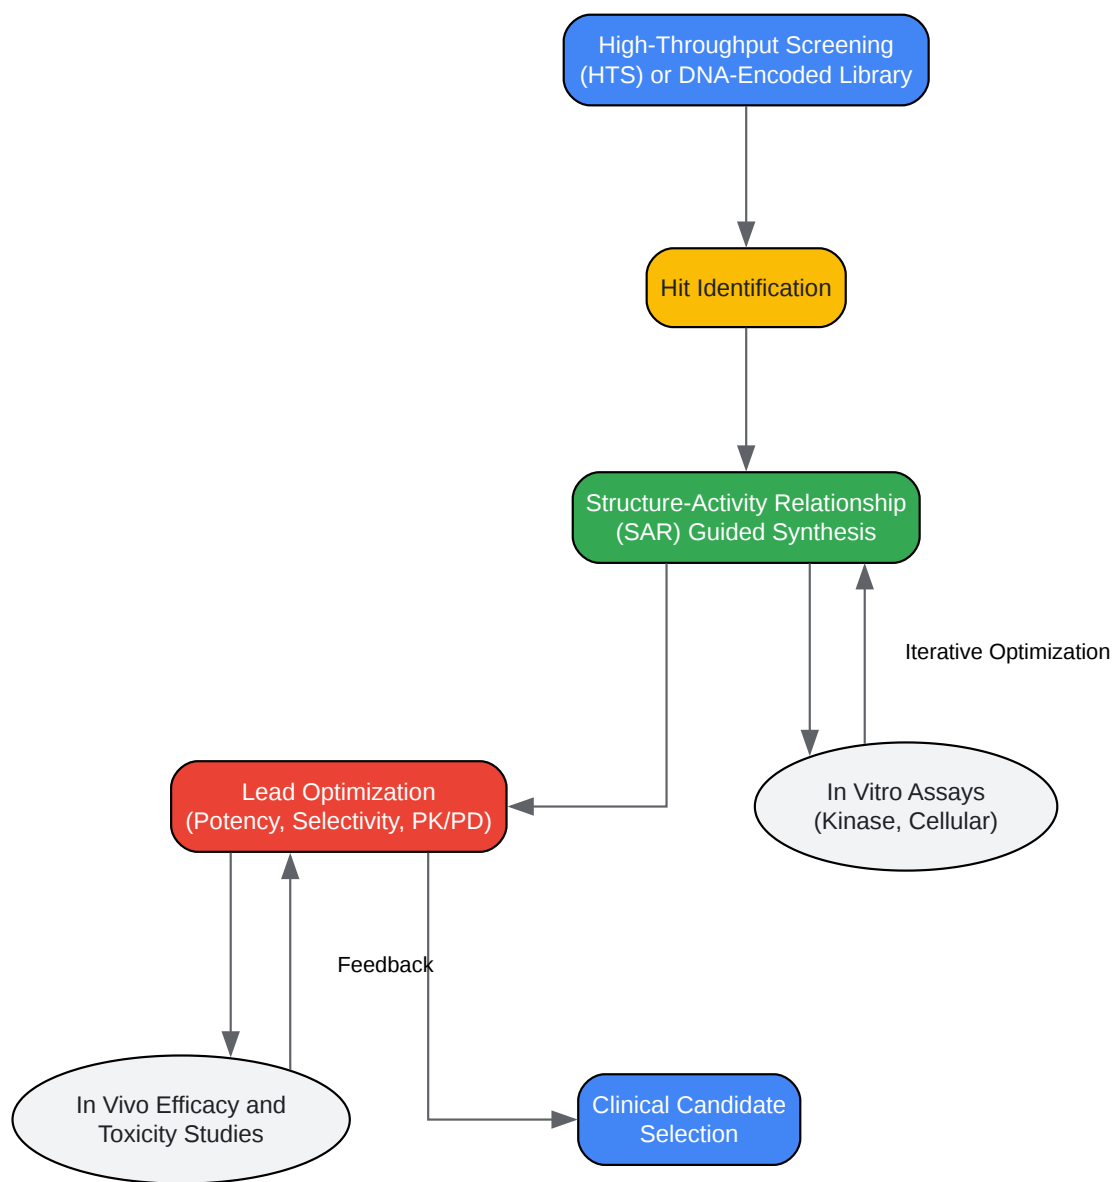 High-Throughput Screening
(HTS) or DNA-Encoded Library
Hit Identification
Structure-Activity Relationship
(SAR) Guided Synthesis
Iterative Optimization
Lead Optimization
(Potency, Selectivity, PK/PD)
In Vitro Assays
(Kinase, Cellular)
Feedback
In Vivo Efficacy and
Toxicity Studies
Clinical Candidate
Selection